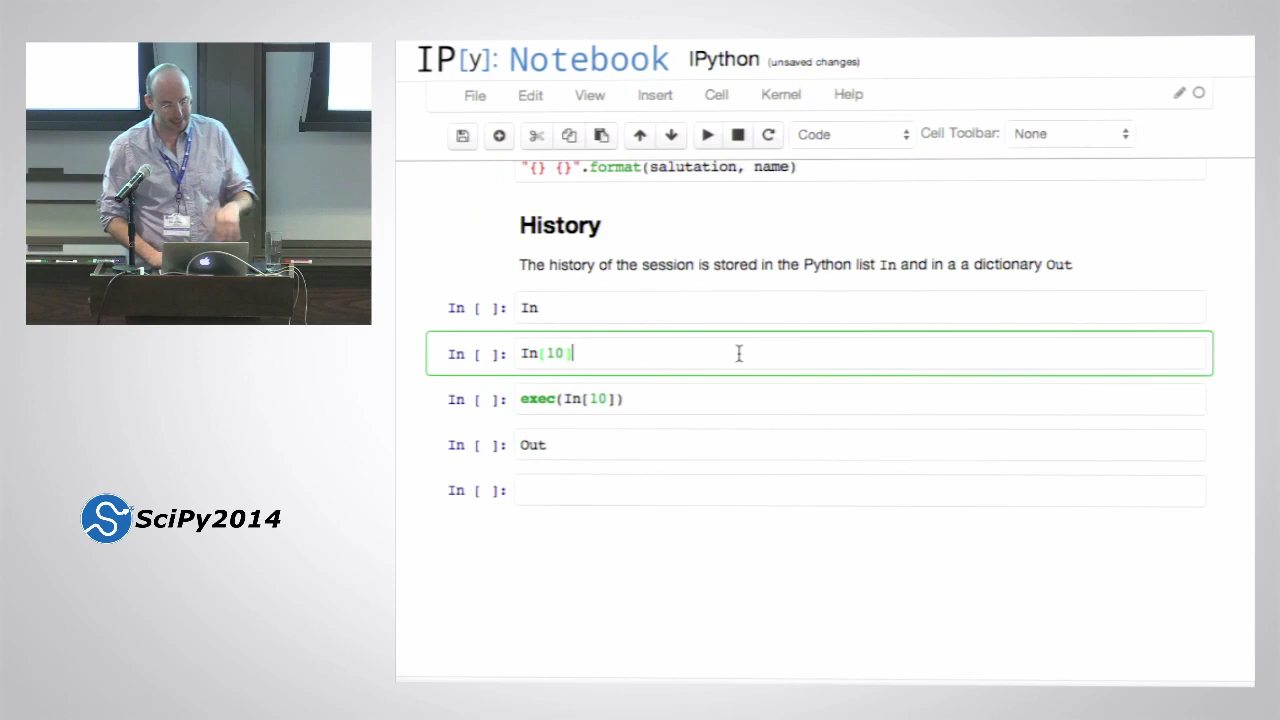 IP[y]: Notebook IPython (unsaved changes)
File Edit View Insert Cell Kernel Help
Code Cell Toolbar: None
"{} {}".format(salutation, name)
History
The history of the session is stored in the Python list In and in a a dictionary Out
In [ ]: In
In [ ]: In[10]
In [ ]: exec(In[10])
In [ ]: Out
In [ ]:
SciPy2014